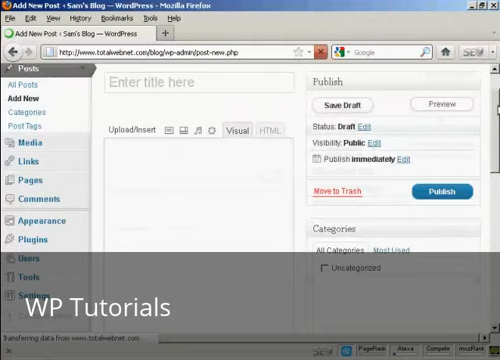 Add New Post ‹ Sam's Blog — WordPress - Mozilla Firefox
File Edit View History Bookmarks Tools Help
Add New Post ‹ Sam's Blog — WordPress
http://www.totalwebnet.com/blog/wp-admin/post-new.php
Google
Posts
All Posts
Add New
Categories
Post Tags
Media
Links
Pages
Comments
Appearance
Plugins
Users
Tools
Settings
Enter title here
Upload/Insert
Visual
HTML
Publish
Save Draft
Preview
Status: Draft Edit
Visibility: Public Edit
Publish immediately Edit
Move to Trash
Publish
Categories
All Categories
Most Used
Uncategorized
WP Tutorials
Transferring data from www.totalwebnet.com...
PageRank
Alexa
Compete
mozRank